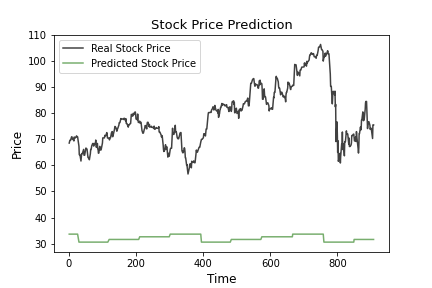 Stock Price Prediction
Real Stock Price
Predicted Stock Price
110
100
90
80
70
60
50
40
30
Price
0 200 400 600 800
Time